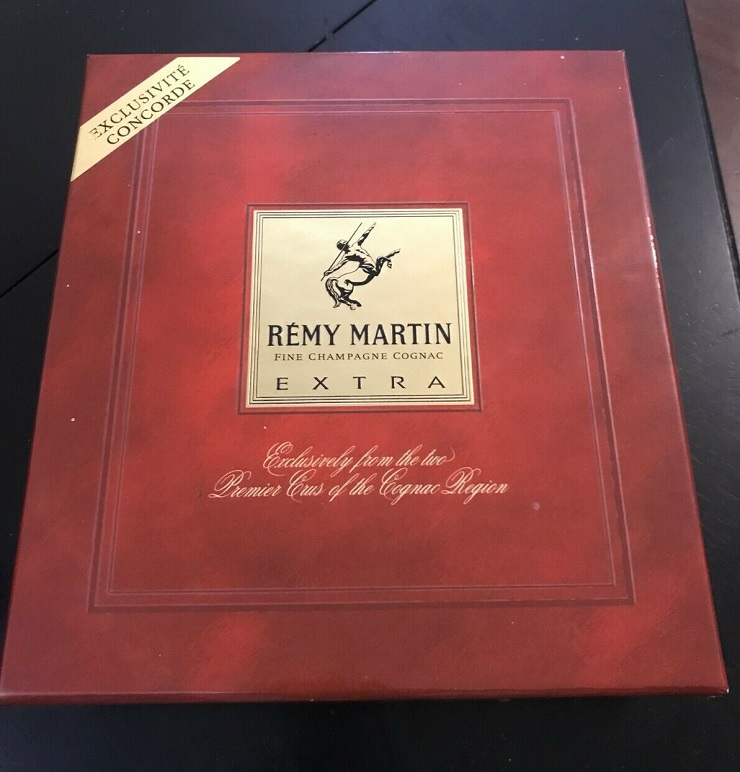 EXCLUSIVITÉ
CONCORDE
RÉMY MARTIN
FINE CHAMPAGNE COGNAC
EXTRA
Exclusively from the two
Premier Crus of the Cognac Region